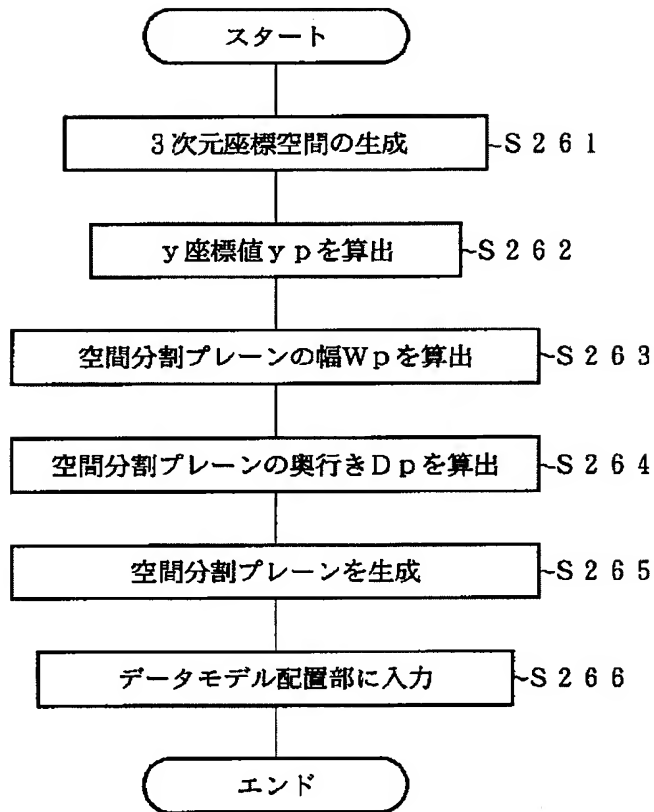 スタート
3次元座標空間の生成 S261
y座標値ypを算出 S262
空間分割プレーンの幅Wpを算出 S263
空間分割プレーンの奥行きDpを算出 S264
空間分割プレーンを生成 S265
データモデル配置部に入力 S266
エンド